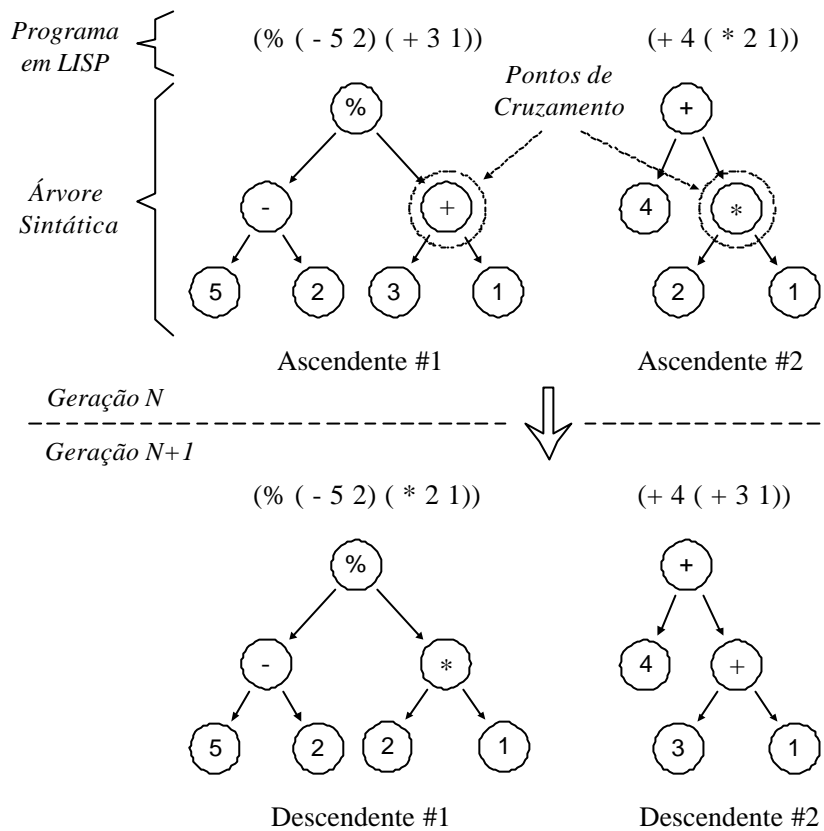 Programa
em LISP
(% ( - 5 2) ( + 3 1))
(+ 4 ( * 2 1))
Pontos de
Cruzamento
Árvore
Sintática
%
+
-
+
4
*
5
2
3
1
2
1
Ascendente #1
Ascendente #2
Geração N
Geração N+1
(% ( - 5 2) ( * 2 1))
(+ 4 ( + 3 1))
%
+
-
*
4
+
5
2
2
1
3
1
Descendente #1
Descendente #2